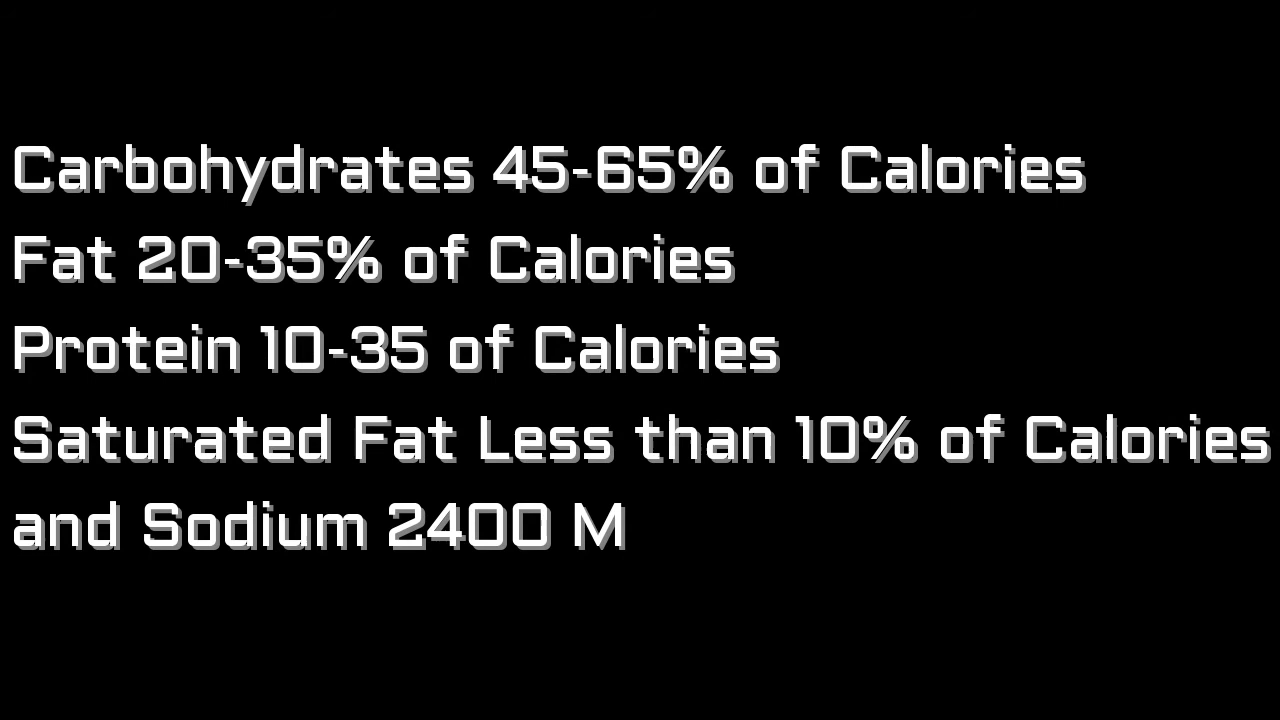 Carbohydrates 45-65% of Calories
Fat 20-35% of Calories
Protein 10-35 of Calories
Saturated Fat Less than 10% of Calories
and Sodium 2400 M